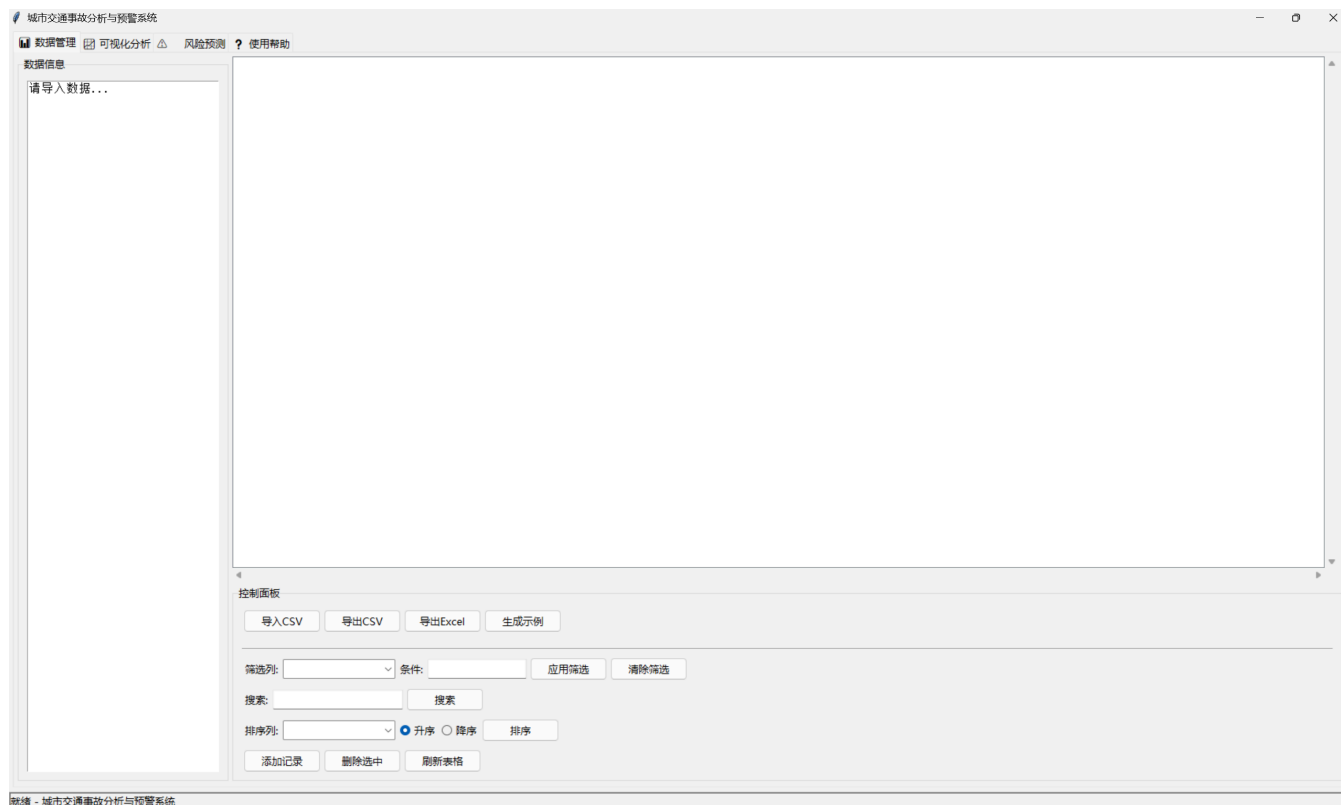 城市交通事故分析与预警系统
数据管理 可视化分析 ⚠ 风险预测 ? 使用帮助
数据信息
请导入数据...
控制面板
导入CSV 导出CSV 导出Excel 生成示例
筛选列: 条件: 应用筛选 清除筛选
搜索: 搜索
排序列: 升序 降序 排序
添加记录 删除选中 刷新表格
就绪 - 城市交通事故分析与预警系统